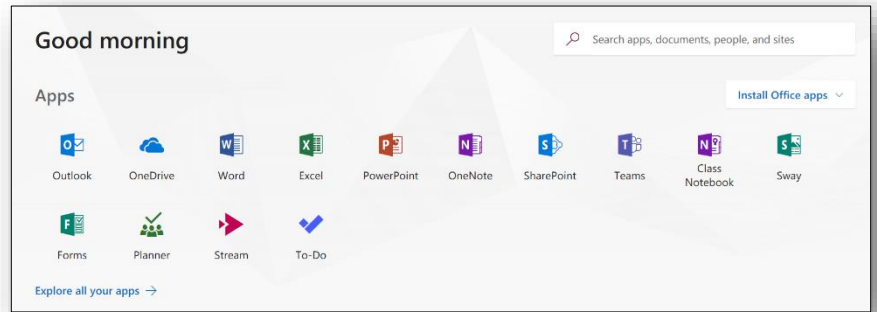 Good morning
Search apps, documents, people, and sites
Apps
Install Office apps
Outlook OneDrive Word Excel PowerPoint OneNote SharePoint Teams Class Notebook Sway
Forms Planner Stream To-Do
Explore all your apps →